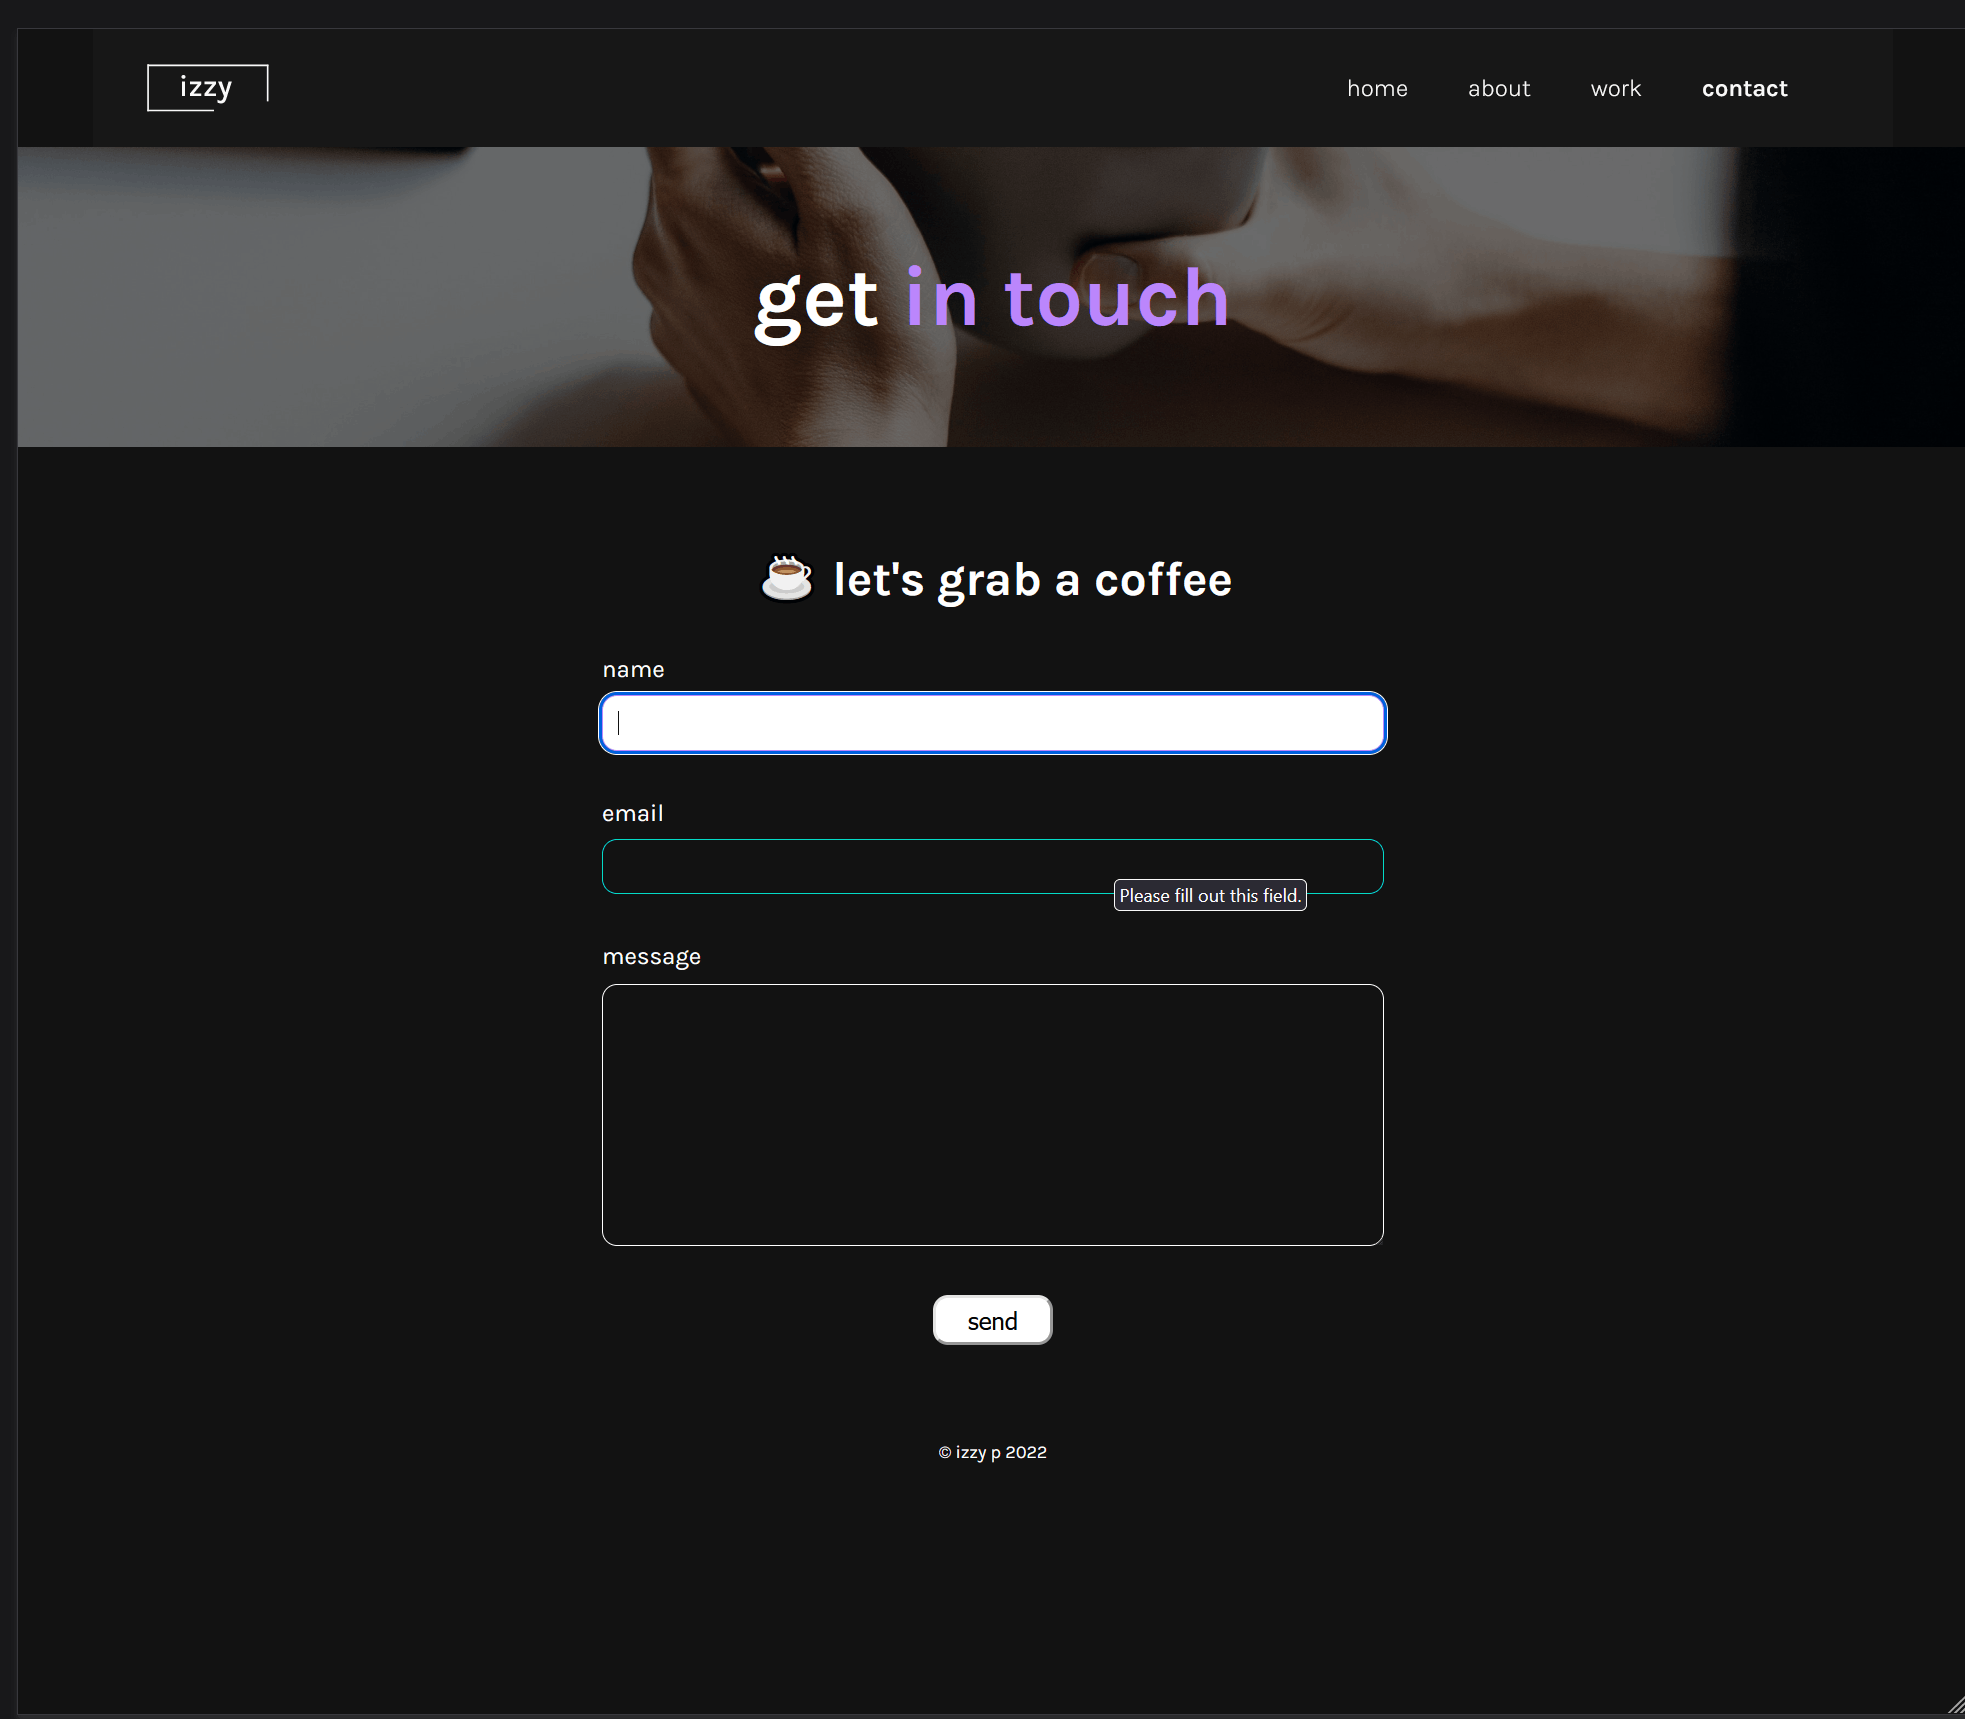 izzy
home about work contact
get in touch
☕ let's grab a coffee
name
email
Please fill out this field.
message
send
© izzy p 2022